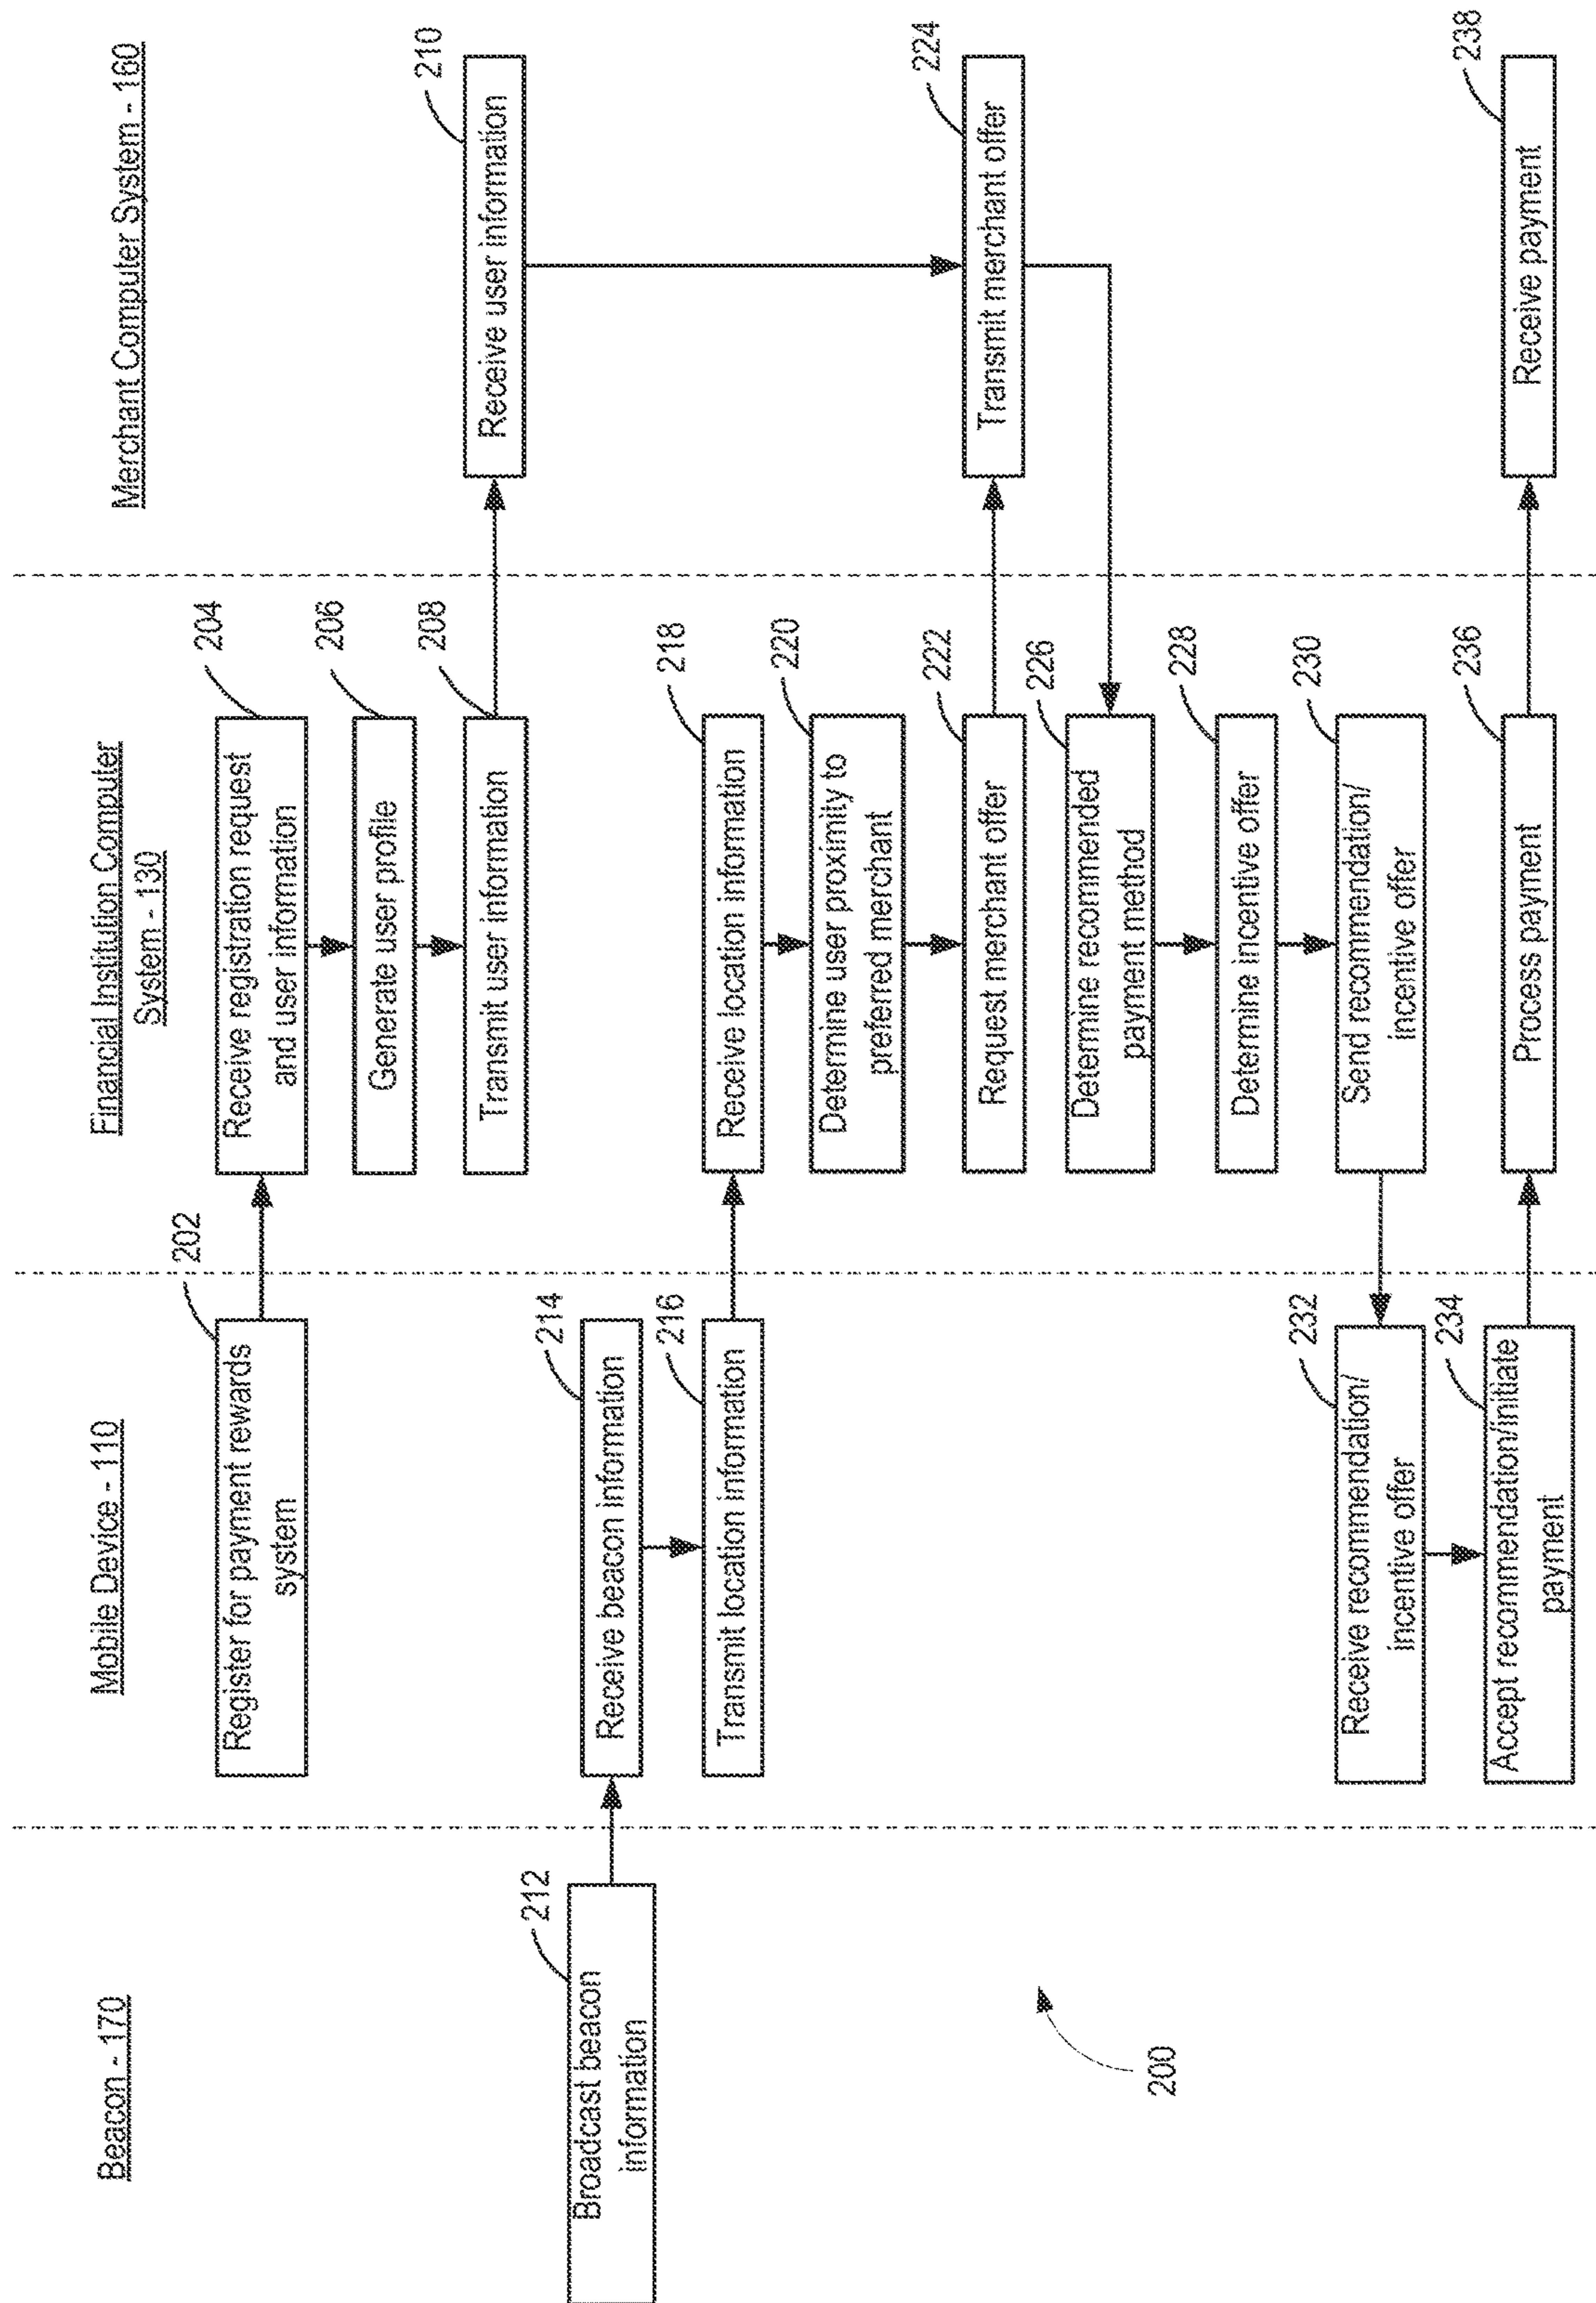 Beacon - 170
Mobile Device - 110
Financial Institution Computer
System - 130
Merchant Computer System - 160
202
Register for payment rewards
system
204
Receive registration request
and user information
206
Generate user profile
208
Transmit user information
210
Receive user information
212
Broadcast beacon
information
214
Receive beacon information
216
Transmit location information
218
Receive location information
220
Determine user proximity to
preferred merchant
222
Request merchant offer
224
Transmit merchant offer
226
Determine recommended
payment method
228
Determine incentive offer
230
Send recommendation/
incentive offer
232
Receive recommendation/
incentive offer
234
Accept recommendation/initiate
payment
236
Process payment
238
Receive payment
200